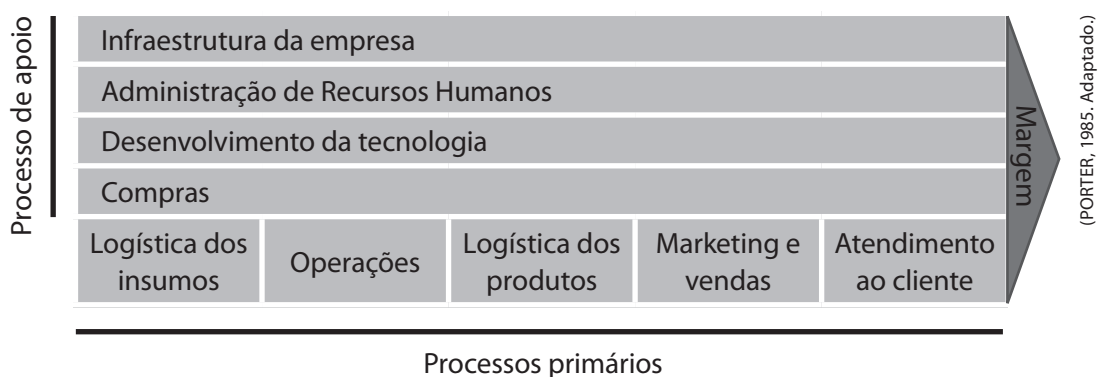 Processo de apoio
Infraestrutura da empresa
Administração de Recursos Humanos
Desenvolvimento da tecnologia
Compras
Logística dos
insumos
Operações
Logística dos
produtos
Marketing e
vendas
Atendimento
ao cliente
Margem
(PORTER, 1985. Adaptado.)
Processos primários